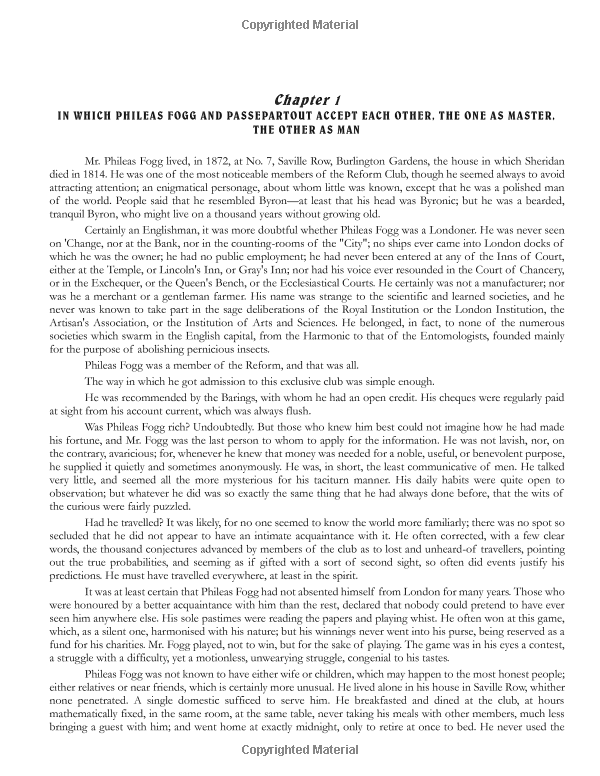 Copyrighted Material
Chapter 1
IN WHICH PHILEAS FOGG AND PASSEPARTOUT ACCEPT EACH OTHER, THE ONE AS MASTER,
THE OTHER AS MAN
Mr. Phileas Fogg lived, in 1872, at No. 7, Saville Row, Burlington Gardens, the house in which Sheridan
died in 1814. He was one of the most noticeable members of the Reform Club, though he seemed always to avoid
attracting attention; an enigmatical personage, about whom little was known, except that he was a polished man
of the world. People said that he resembled Byron—at least that his head was Byronic; but he was a bearded,
tranquil Byron, who might live on a thousand years without growing old.
Certainly an Englishman, it was more doubtful whether Phileas Fogg was a Londoner. He was never seen
on 'Change, nor at the Bank, nor in the counting-rooms of the "City"; no ships ever came into London docks of
which he was the owner; he had no public employment; he had never been entered at any of the Inns of Court,
either at the Temple, or Lincoln's Inn, or Gray's Inn; nor had his voice ever resounded in the Court of Chancery,
or in the Exchequer, or the Queen's Bench, or the Ecclesiastical Courts. He certainly was not a manufacturer; nor
was he a merchant or a gentleman farmer. His name was strange to the scientific and learned societies, and he
never was known to take part in the sage deliberations of the Royal Institution or the London Institution, the
Artisan's Association, or the Institution of Arts and Sciences. He belonged, in fact, to none of the numerous
societies which swarm in the English capital, from the Harmonic to that of the Entomologists, founded mainly
for the purpose of abolishing pernicious insects.
Phileas Fogg was a member of the Reform, and that was all.
The way in which he got admission to this exclusive club was simple enough.
He was recommended by the Barings, with whom he had an open credit. His cheques were regularly paid
at sight from his account current, which was always flush.
Was Phileas Fogg rich? Undoubtedly. But those who knew him best could not imagine how he had made
his fortune, and Mr. Fogg was the last person to whom to apply for the information. He was not lavish, nor, on
the contrary, avaricious; for, whenever he knew that money was needed for a noble, useful, or benevolent purpose,
he supplied it quietly and sometimes anonymously. He was, in short, the least communicative of men. He talked
very little, and seemed all the more mysterious for his taciturn manner. His daily habits were quite open to
observation; but whatever he did was so exactly the same thing that he had always done before, that the wits of
the curious were fairly puzzled.
Had he travelled? It was likely, for no one seemed to know the world more familiarly; there was no spot so
secluded that he did not appear to have an intimate acquaintance with it. He often corrected, with a few clear
words, the thousand conjectures advanced by members of the club as to lost and unheard-of travellers, pointing
out the true probabilities, and seeming as if gifted with a sort of second sight, so often did events justify his
predictions. He must have travelled everywhere, at least in the spirit.
It was at least certain that Phileas Fogg had not absented himself from London for many years. Those who
were honoured by a better acquaintance with him than the rest, declared that nobody could pretend to have ever
seen him anywhere else. His sole pastimes were reading the papers and playing whist. He often won at this game,
which, as a silent one, harmonised with his nature; but his winnings never went into his purse, being reserved as a
fund for his charities. Mr. Fogg played, not to win, but for the sake of playing. The game was in his eyes a contest,
a struggle with a difficulty, yet a motionless, unwearying struggle, congenial to his tastes.
Phileas Fogg was not known to have either wife or children, which may happen to the most honest people;
either relatives or near friends, which is certainly more unusual. He lived alone in his house in Saville Row, whither
none penetrated. A single domestic sufficed to serve him. He breakfasted and dined at the club, at hours
mathematically fixed, in the same room, at the same table, never taking his meals with other members, much less
bringing a guest with him; and went home at exactly midnight, only to retire at once to bed. He never used the
Copyrighted Material